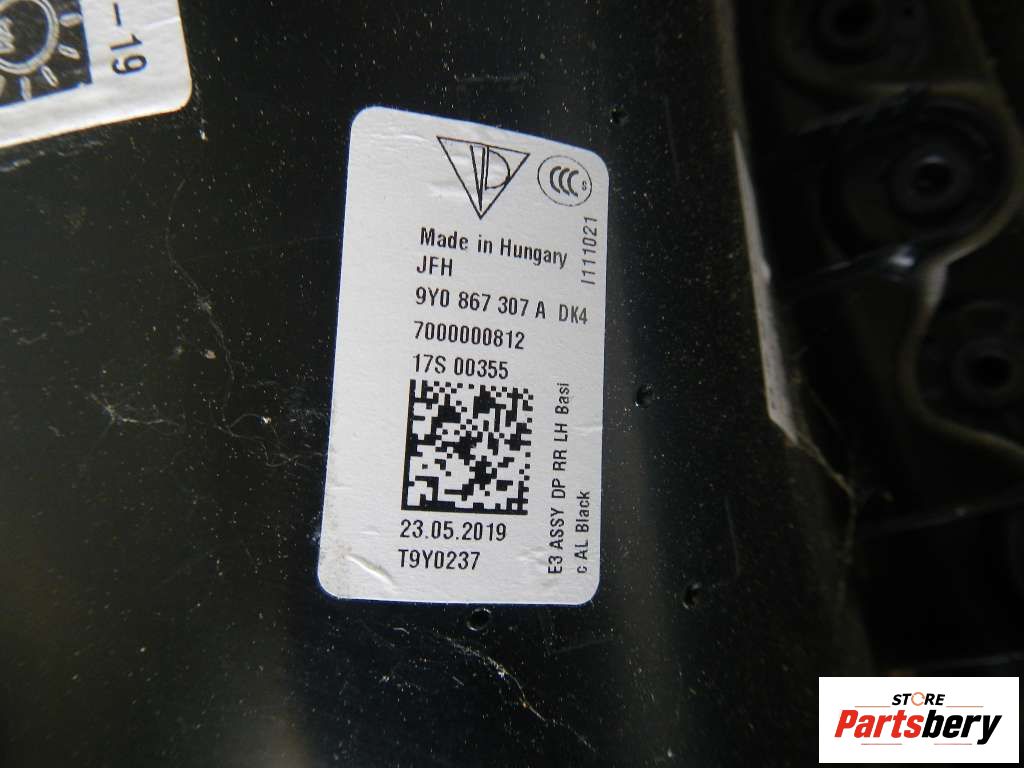 -19
Made in Hungary
JFH
9Y0 867 307 A DK4
7000000812
17S 00355
23.05.2019
T9Y0237
I111021
E3 ASSY DP RR LH Basi
c AL Black
STORE
Partsbery